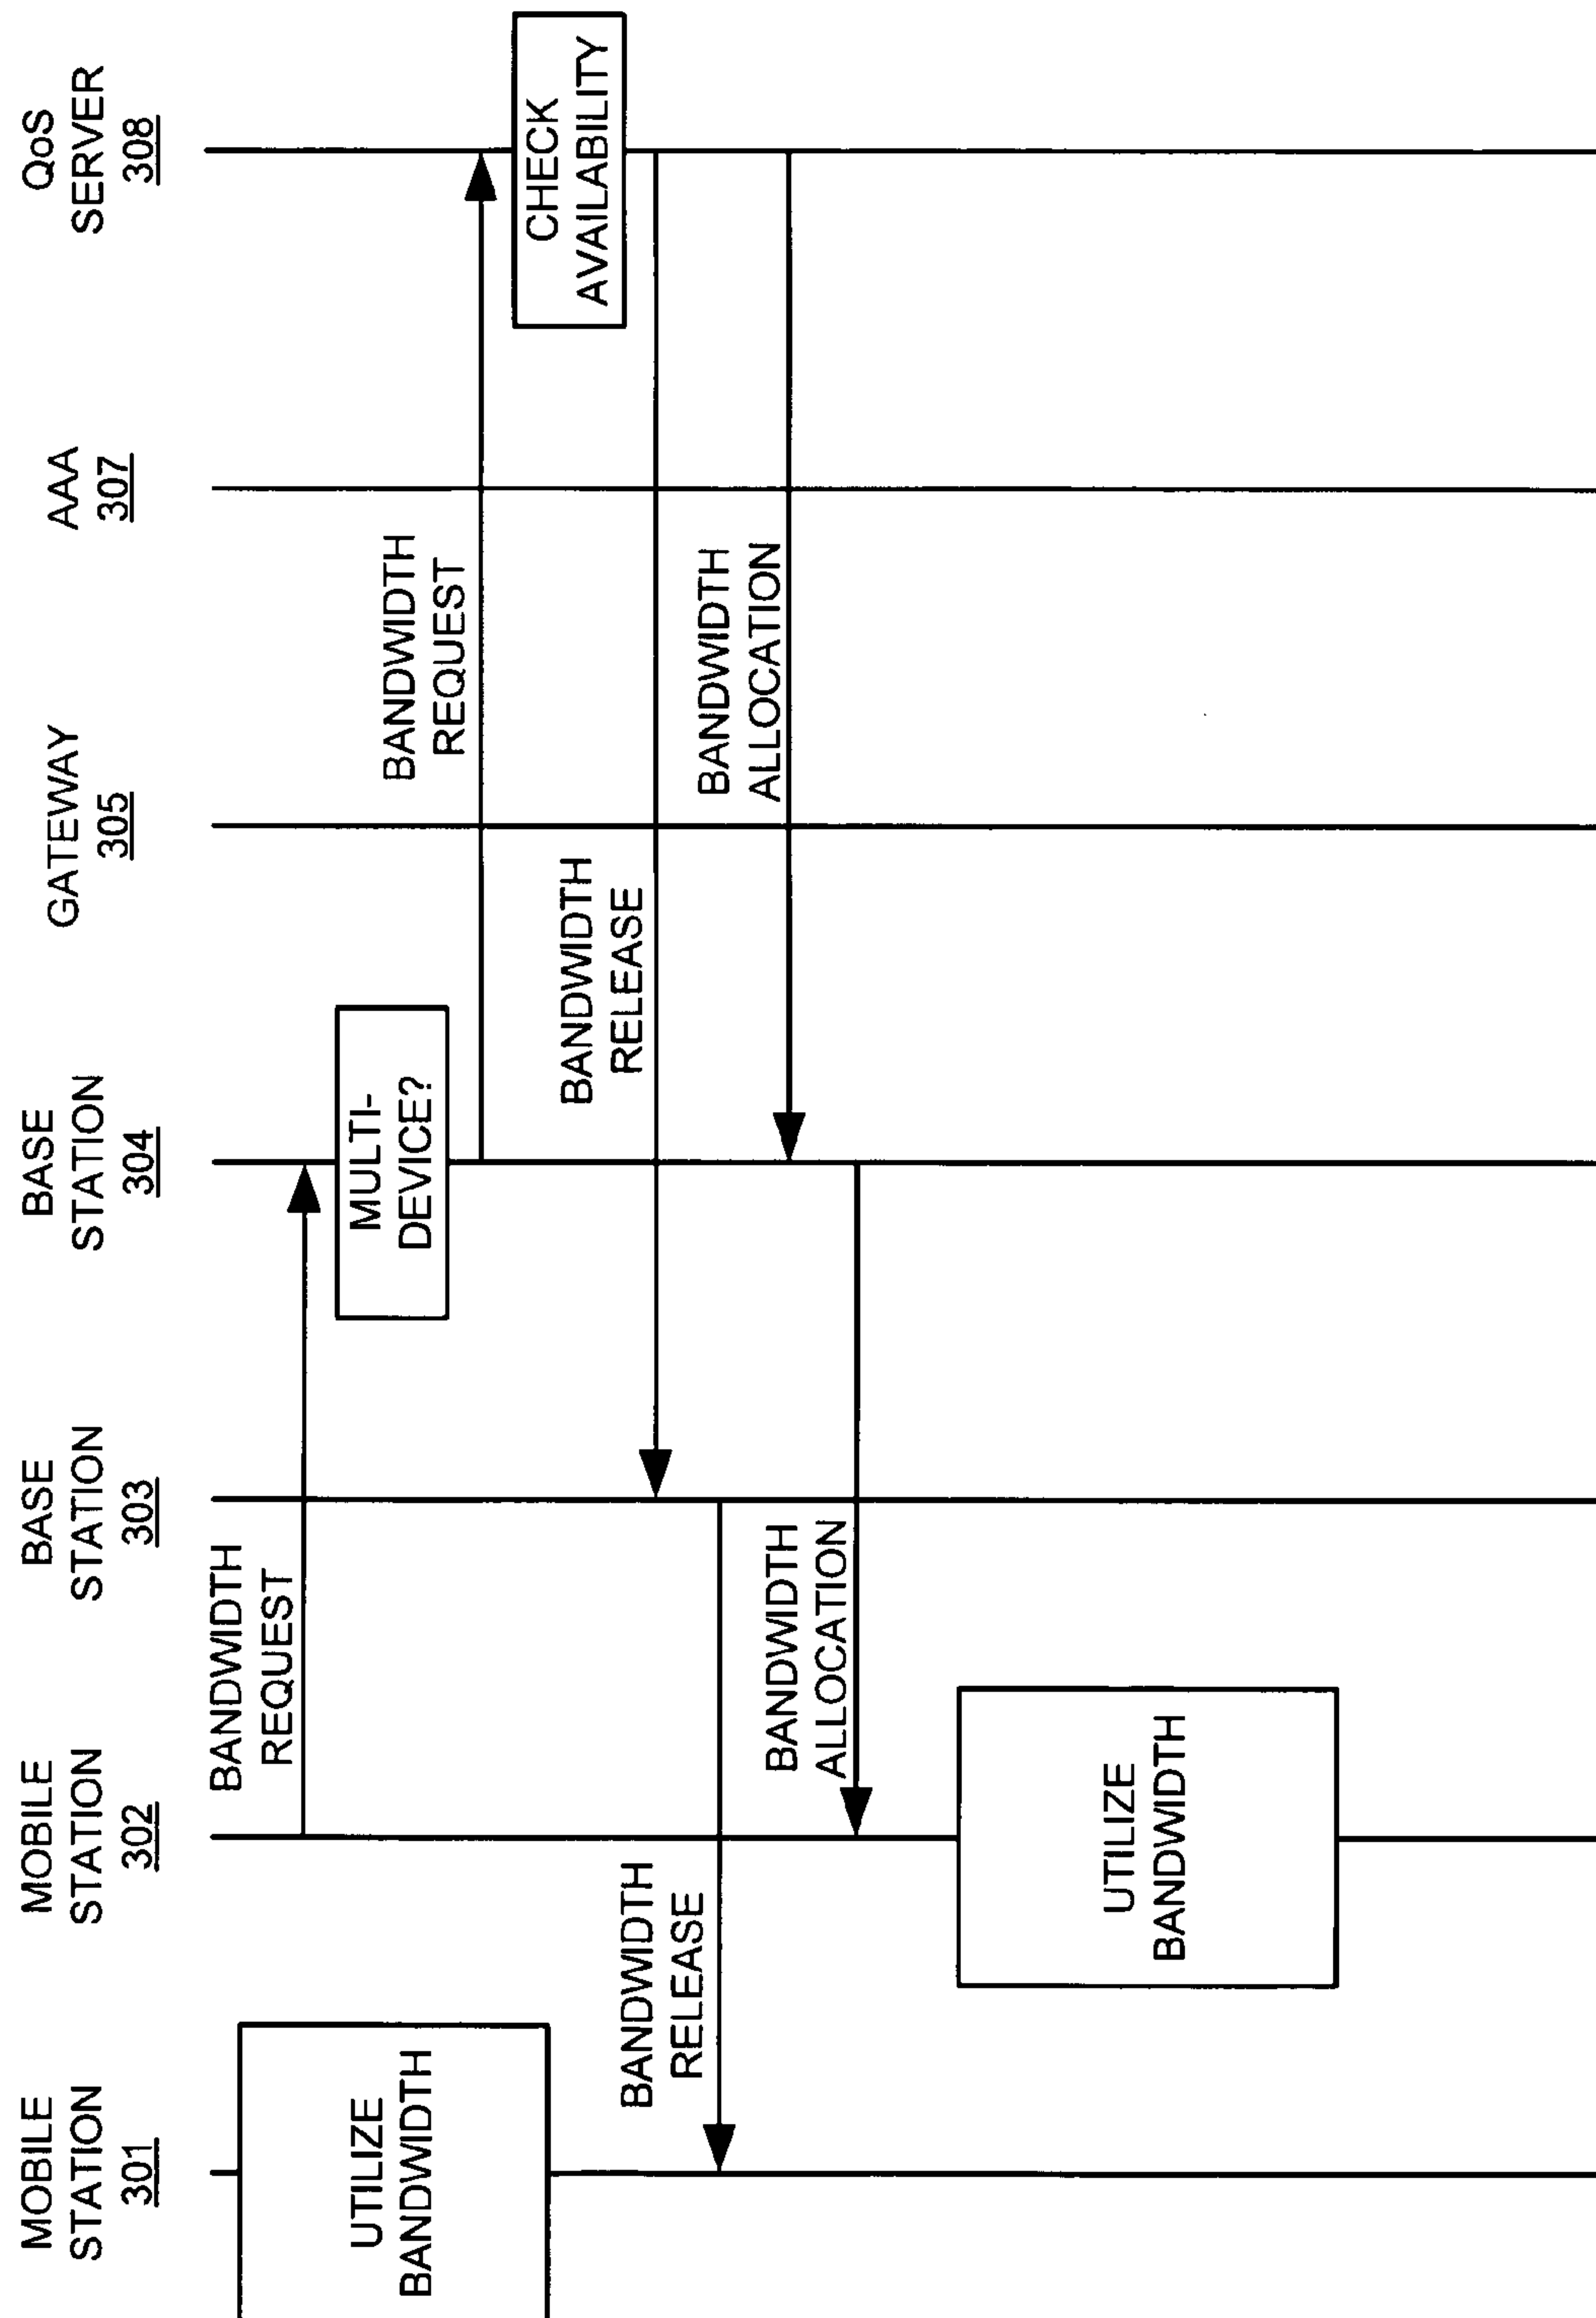 MOBILE
STATION
301
MOBILE
STATION
302
BASE
STATION
303
BASE
STATION
304
GATEWAY
305
AAA
307
QoS
SERVER
308
UTILIZE
BANDWIDTH
BANDWIDTH
REQUEST
MULTI-
DEVICE?
BANDWIDTH
REQUEST
CHECK
AVAILABILITY
BANDWIDTH
RELEASE
BANDWIDTH
RELEASE
BANDWIDTH
ALLOCATION
BANDWIDTH
ALLOCATION
UTILIZE
BANDWIDTH